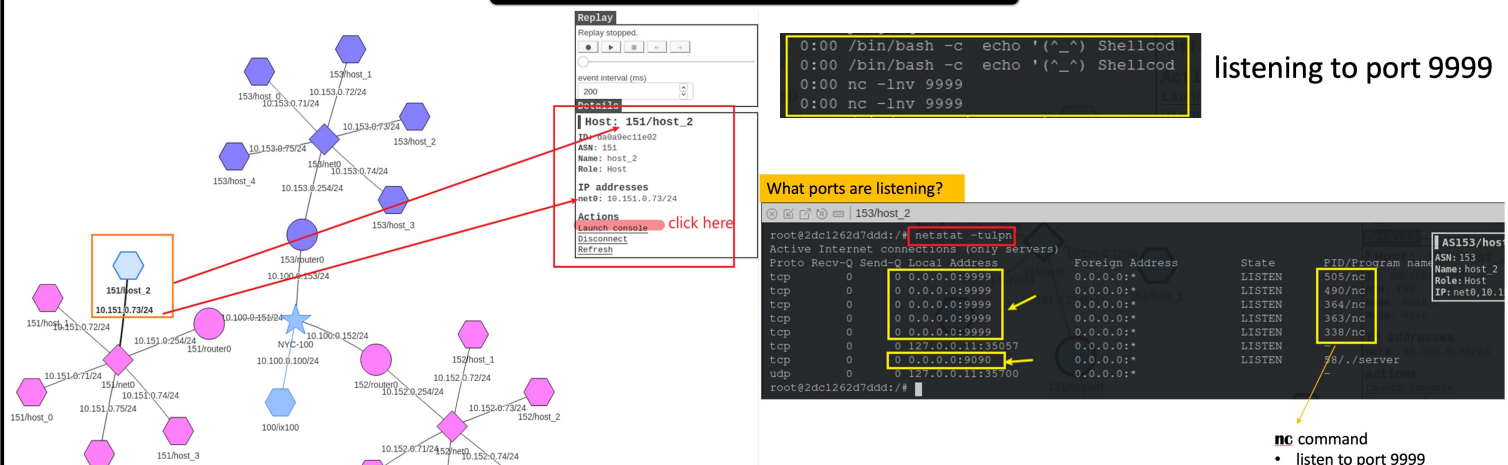 153/host_1
10.153.0.72/24
153/host_0
10.153.0.71/24
10.153.0.73/24
153/host_2
10.153.0.75/24
153/net0
10.153.0.74/24
153/host_4
10.153.0.254/24
153/host_3
153/router0
10.100.0.153/24
151/host_2
10.151.0.73/24
151/host_1
10.151.0.72/24
10.100.0.151/24
10.151.0.254/24
151/router0
NYC-100
10.100.0.152/24
152/host_1
10.100.0.100/24
10.151.0.71/24
151/net0
152/router0
10.152.0.72/24
10.152.0.254/24
10.151.0.74/24
10.152.0.73/24
151/host_0
10.151.0.75/24
100/ix100
152/host_2
151/host_3
10.152.0.71/24
152/net0
10.152.0.74/24
Replay
Replay stopped.
event interval (ms)
200
Details
Host: 151/host_2
ID: da0a9ec11e02
ASN: 151
Name: host_2
Role: Host
IP addresses
net0: 10.151.0.73/24
Actions
click here
Launch console
Disconnect
Refresh
0:00 /bin/bash -c  echo '(^_^) Shellcod
0:00 /bin/bash -c  echo '(^_^) Shellcod
0:00 nc -lnv 9999
0:00 nc -lnv 9999
listening to port 9999
What ports are listening?
153/host_2
root@2dc1262d7ddd:/# netstat -tulpn
Active Internet connections (only servers)
Proto Recv-Q Send-Q Local Address Foreign Address State PID/Program name
tcp 0 0 0.0.0.0:9999 0.0.0.0:* LISTEN 505/nc
tcp 0 0 0.0.0.0:9999 0.0.0.0:* LISTEN 490/nc
tcp 0 0 0.0.0.0:9999 0.0.0.0:* LISTEN 364/nc
tcp 0 0 0.0.0.0:9999 0.0.0.0:* LISTEN 363/nc
tcp 0 0 0.0.0.0:9999 0.0.0.0:* LISTEN 338/nc
tcp 0 0 127.0.0.11:35057 0.0.0.0:* LISTEN -
tcp 0 0 0.0.0.0:9090 0.0.0.0:* LISTEN 58/./server
udp 0 0 127.0.0.11:35700 0.0.0.0:* -
root@2dc1262d7ddd:/#
AS153/host
ASN: 153
Name: host_2
Role: Host
IP: net0,10.15
nc command
• listen to port 9999